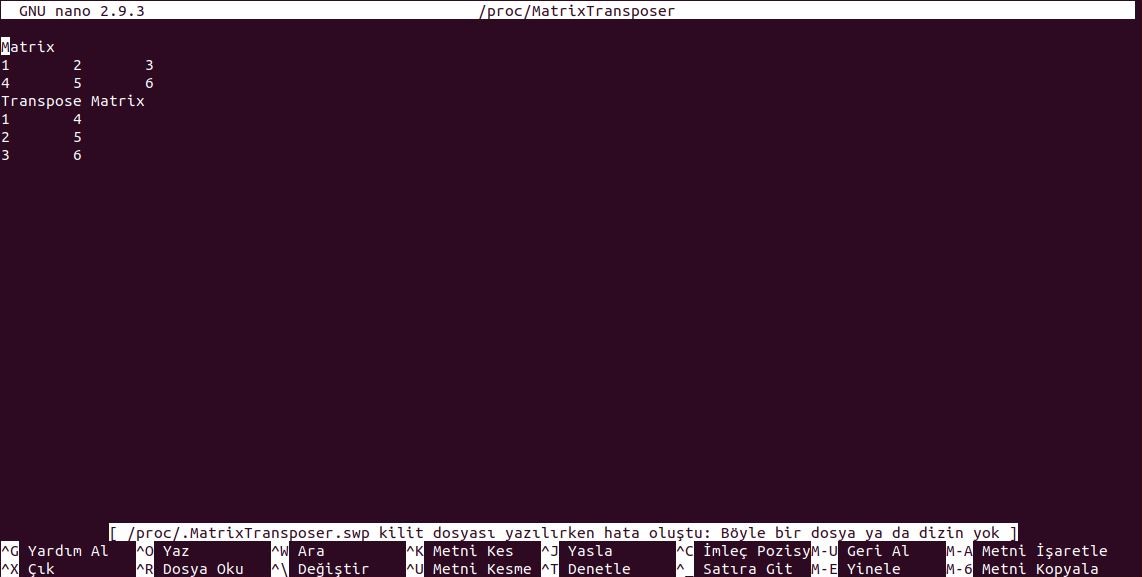 GNU nano 2.9.3 /proc/MatrixTransposer
Matrix
1 2 3
4 5 6
Transpose Matrix
1 4
2 5
3 6
[ /proc/.MatrixTransposer.swp kilit dosyası yazılırken hata oluştu: Böyle bir dosya ya da dizin yok ]
^G Yardım Al ^O Yaz ^W Ara ^K Metni Kes ^J Yasla ^C İmleç Pozisy M-U Geri Al M-A Metni İşaretle
^X Çık ^R Dosya Oku ^\ Değiştir ^U Metni Kesme ^T Denetle ^_ Satıra Git M-E Yinele M-6 Metni Kopyala